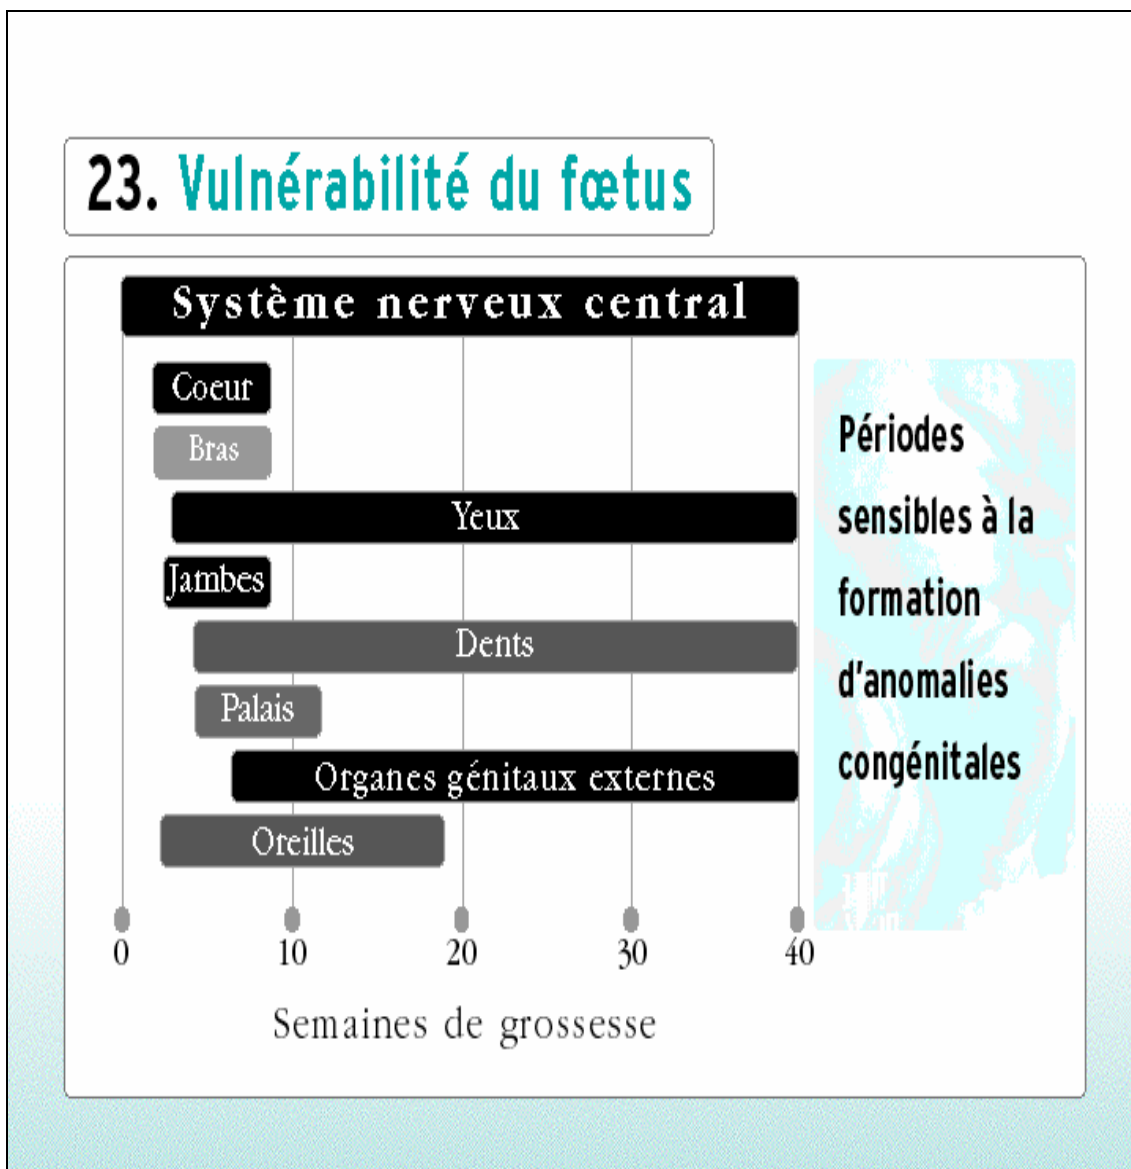 23. Vulnérabilité du fœtus
Système nerveux central
Coeur
Bras
Yeux
Jambes
Dents
Palais
Organes génitaux externes
Oreilles
0 10 20 30 40
Semaines de grossesse
Périodes
sensibles à la
formation
d'anomalies
congénitales